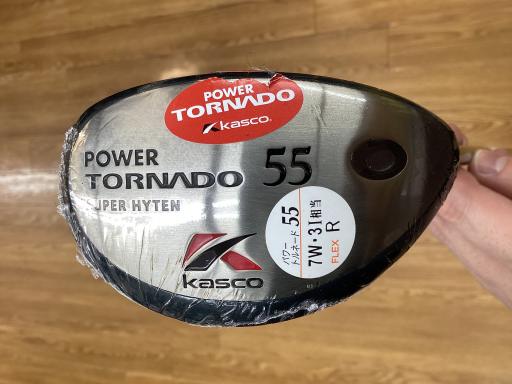 POWER
TORNADO
Kasco.
POWER
TORNADO 55
SUPER HYTEN
Kasco
パワー
トルネード 55
7W・3I相当
FLEX R